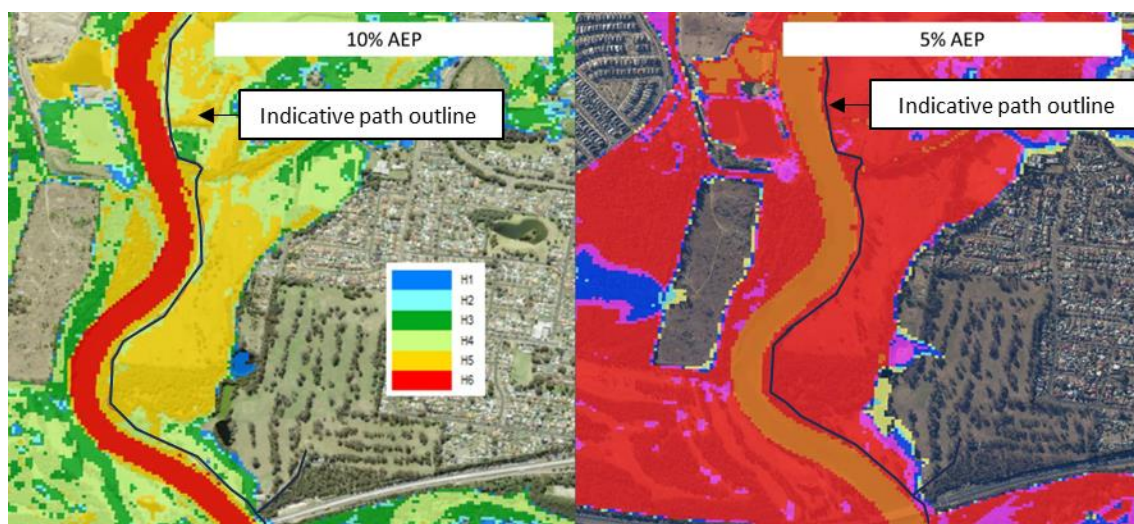 10% AEP
5% AEP
Indicative path outline
Indicative path outline
H1
H2
H3
H4
H5
H6